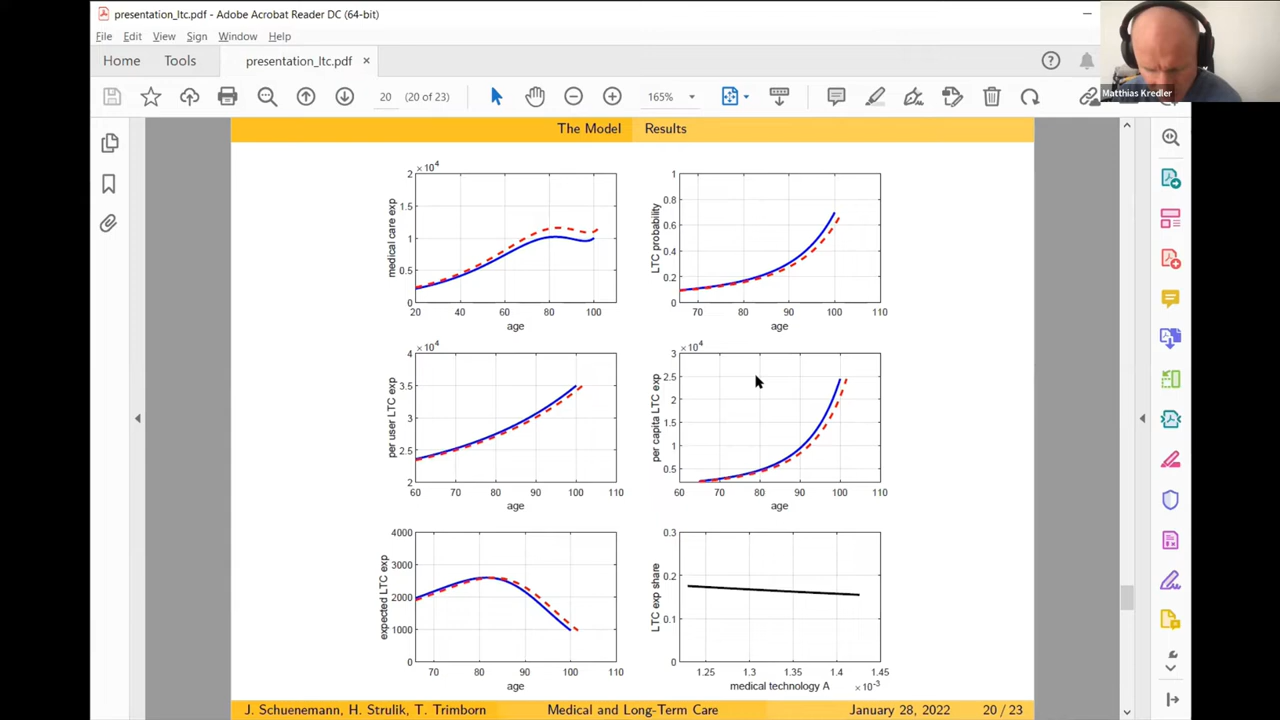 presentation_ltc.pdf - Adobe Acrobat Reader DC (64-bit)
File Edit View Sign Window Help
Home Tools presentation_ltc.pdf ×
20 (20 of 23) 165%
Matthias Kredler
The Model Results
×10^4
2
1.5
1
0.5
0
20 40 60 80 100
age
medical care exp
1
0.8
0.6
0.4
0.2
0
70 80 90 100 110
age
LTC probability
×10^4
4
3.5
3
2.5
2
60 70 80 90 100 110
age
per user LTC exp
×10^4
3
2.5
2
1.5
1
0.5
60 70 80 90 100 110
age
per capita LTC exp
4000
3000
2000
1000
0
70 80 90 100 110
age
expected LTC exp
0.3
0.2
0.1
0
1.25 1.3 1.35 1.4 1.45
medical technology A ×10^-3
LTC exp share
J. Schuenemann, H. Strulik, T. Trimborn Medical and Long-Term Care January 28, 2022 20 / 23